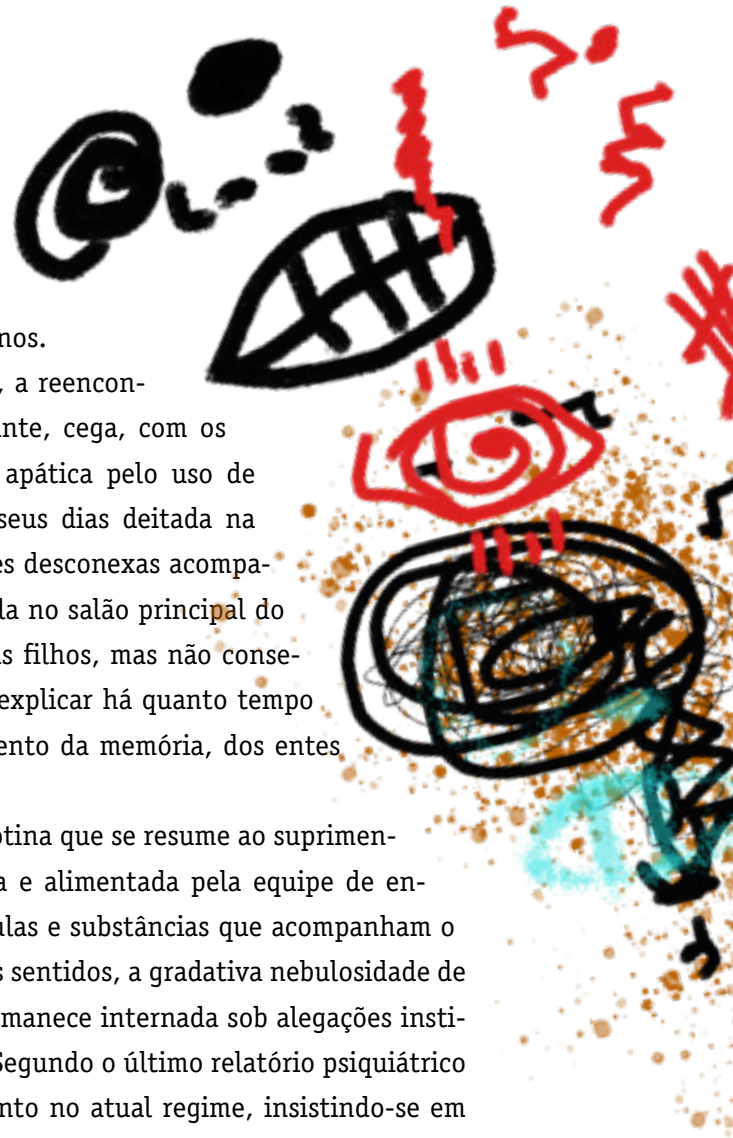 nos.
, a reencon-
nte, cega, com os
apática pelo uso de
seus dias deitada na
es desconexas acompa-
la no salão principal do
s filhos, mas não conse-
explicar há quanto tempo
ento da memória, dos entes
otina que se resume ao suprimen-
a e alimentada pela equipe de en-
ulas e substâncias que acompanham o
s sentidos, a gradativa nebulosidade de
manece internada sob alegações insti-
Segundo o último relatório psiquiátrico
nto no atual regime, insistindo-se em